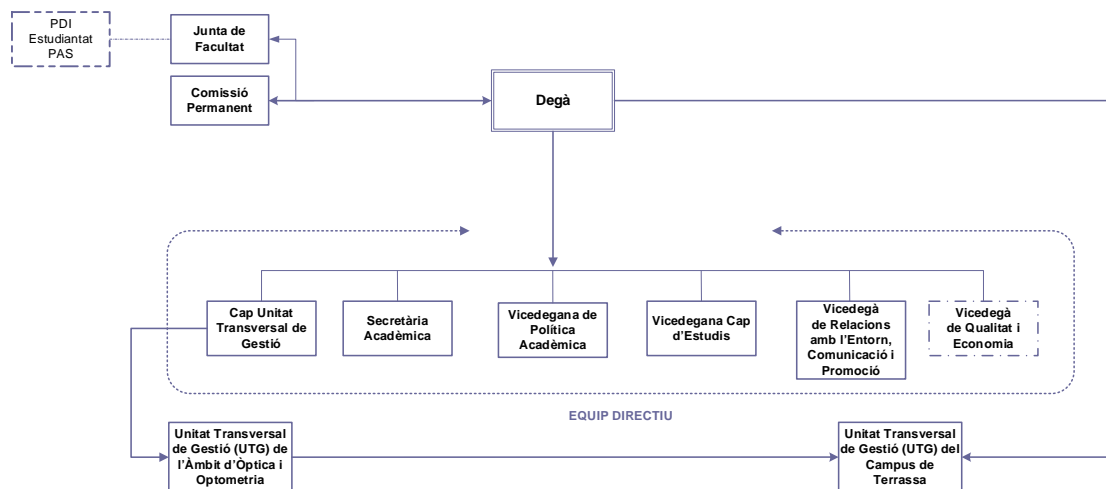 PDI
Estudiantat
PAS
Junta de
Facultat
Comissió
Permanent
Degà
Cap Unitat
Transversal de
Gestió
Secretària
Acadèmica
Vicedegana de
Política
Acadèmica
Vicedegana Cap
d'Estudis
Vicedegà
de Relacions
amb l'Entorn,
Comunicació i
Promoció
Vicedegà
de Qualitat i
Economia
EQUIP DIRECTIU
Unitat Transversal
de Gestió (UTG) de
l'Àmbit d'Òptica i
Optometria
Unitat Transversal
de Gestió (UTG) del
Campus de
Terrassa